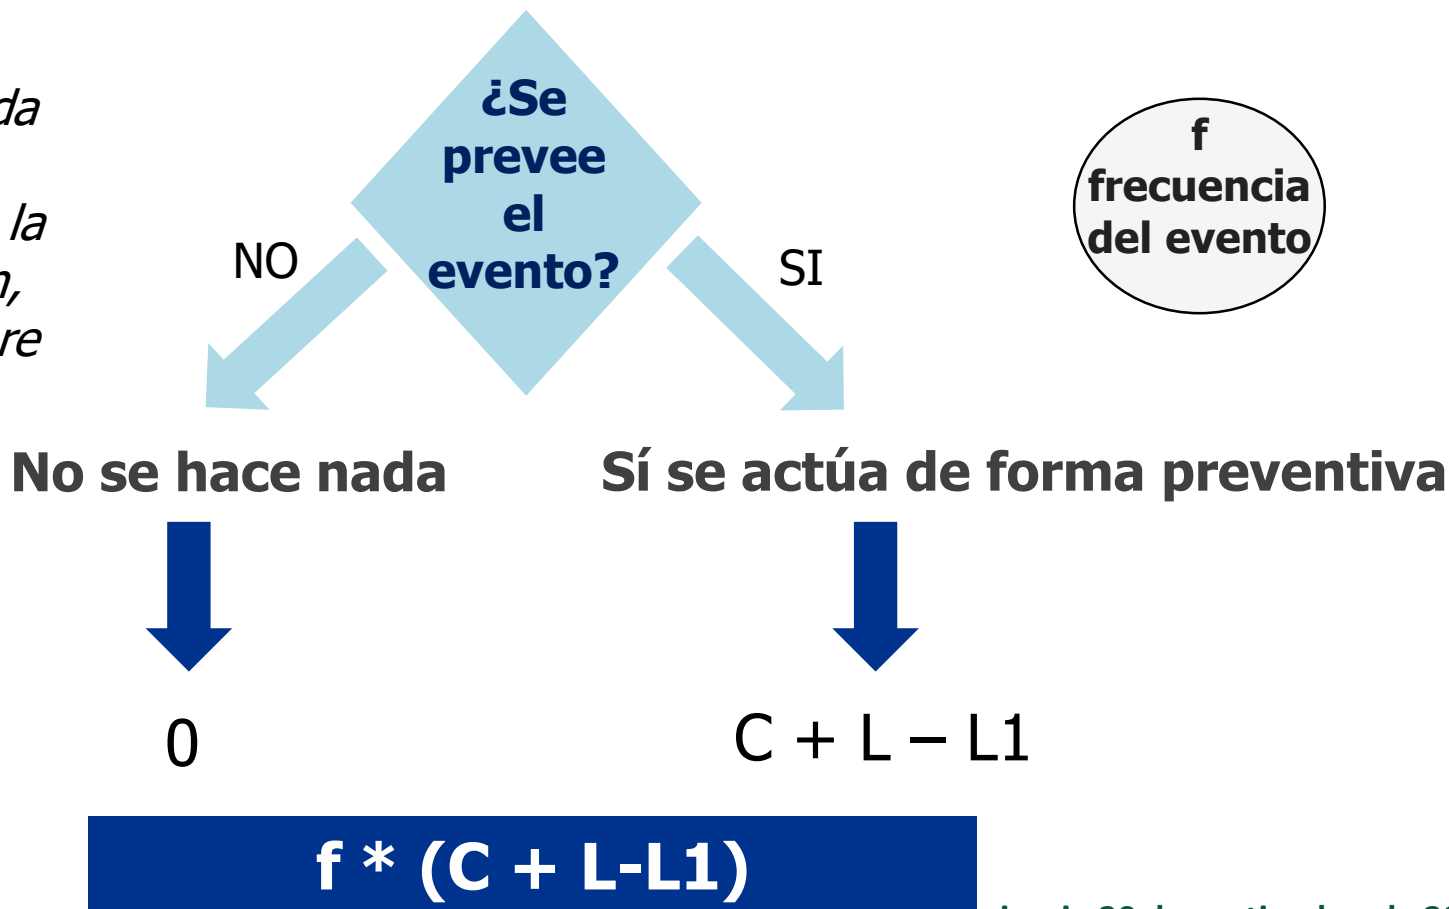 ¿Se
prevee
el
evento?
la
NO
SI
f
frecuencia
del evento
No se hace nada
Sí se actúa de forma preventiva
0
C + L – L1
f * (C + L-L1)